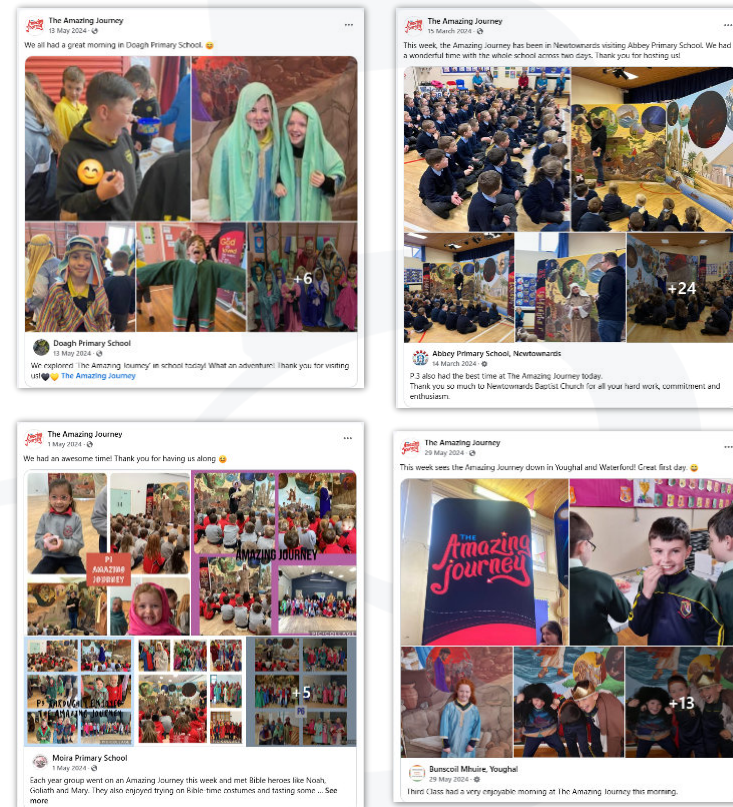 The Amazing Journey
13 May 2024 ·
We all had a great morning in Doagh Primary School. 😄
+6
Doagh Primary School
13 May 2024 ·
We explored 'The Amazing Journey' in school today! What an adventure! Thank you for visiting
us!🖤💛 The Amazing Journey
The Amazing Journey
15 March 2024 ·
This week, the Amazing Journey has been in Newtownards visiting Abbey Primary School. We had
a wonderful time with the whole school across two days. Thank you for hosting us!
+24
Abbey Primary School, Newtownards
14 March 2024 ·
P.3 also had the best time at The Amazing Journey today.
Thank you so much to Newtownards Baptist Church for all your hard work, commitment and
enthusiasm.
The Amazing Journey
1 May 2024 ·
We had an awesome time! Thank you for having us along 😄
P1
AMAZING
JOURNEY
AMAZING JOURNEY
THE AMAZING JOURNEY
+5
P6
Moira Primary School
1 May 2024 ·
Each year group went on an Amazing Journey this week and met Bible heroes like Noah,
Goliath and Mary. They also enjoyed trying on Bible-time costumes and tasting some ... See
more
The Amazing Journey
29 May 2024 ·
This week sees the Amazing Journey down in Youghal and Waterford! Great first day. 😄
THE
Amazing
journey
+13
Bunscoil Mhuire, Youghal
29 May 2024 ·
Third Class had a very enjoyable morning at The Amazing Journey this morning.